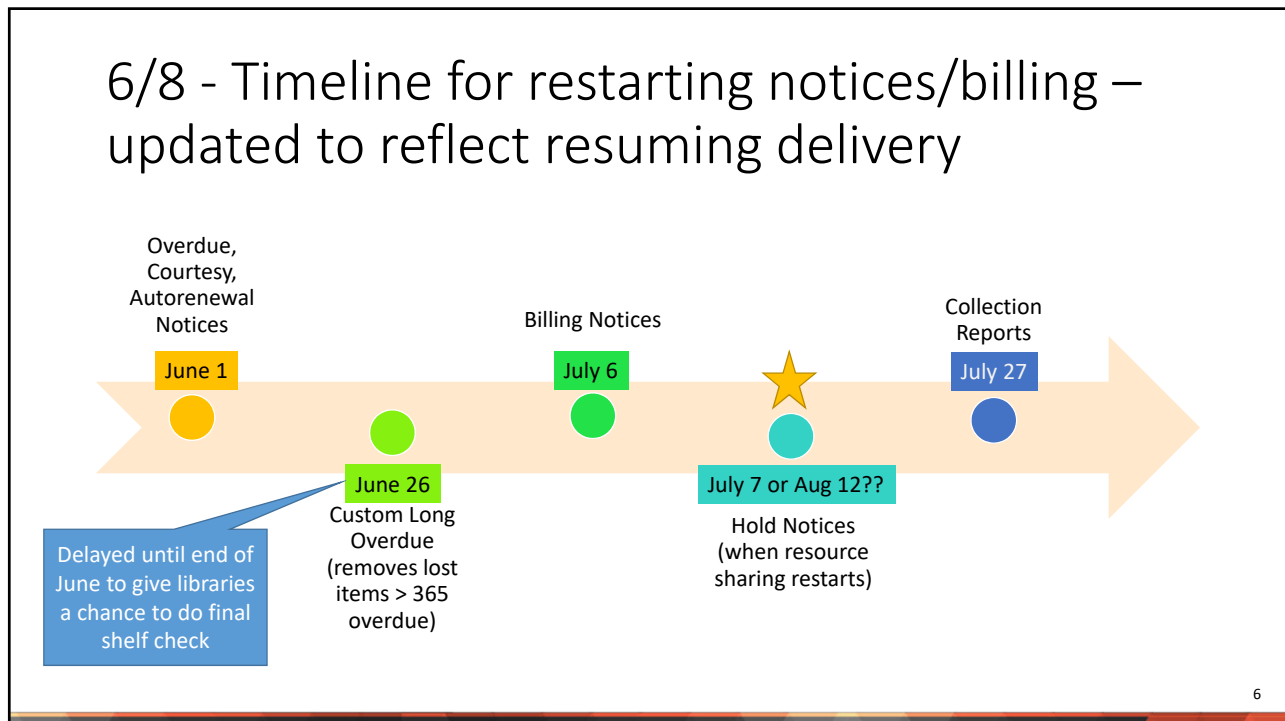 6/8 - Timeline for restarting notices/billing –
updated to reflect resuming delivery
Overdue,
Courtesy,
Autorenewal
Notices
June 1
June 26
Custom Long
Overdue
(removes lost
items > 365
overdue)
Delayed until end of
June to give libraries
a chance to do final
shelf check
Billing Notices
July 6
July 7 or Aug 12??
Hold Notices
(when resource
sharing restarts)
Collection
Reports
July 27
6